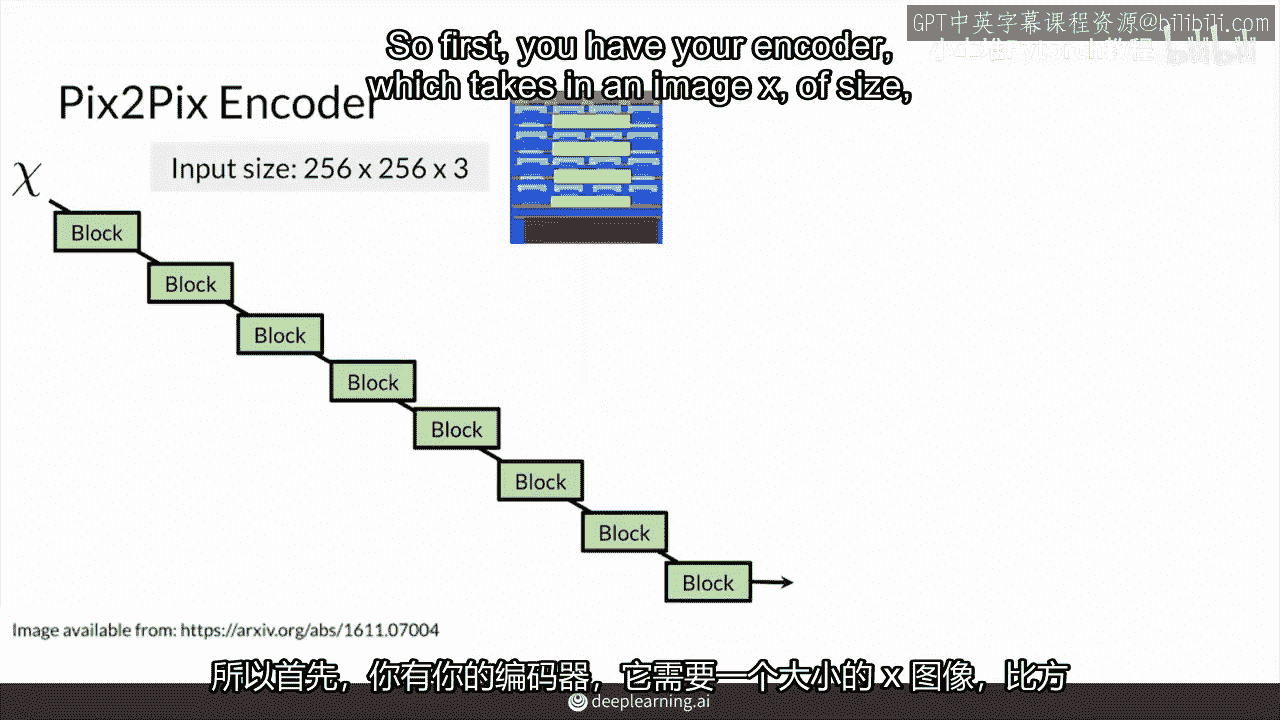 GPT中英字幕课程资源@bilibili.com
So first, you have your encoder,
which takes in an image x, of size,
Pix2Pix Encoder
Input size: 256 x 256 x 3
x
Block
Block
Block
Block
Block
Block
Block
Block
Image available from: https://arxiv.org/abs/1611.07004
所以首先，你有你的编码器，它需要一个大小的 x 图像，比方
deeplearning.ai